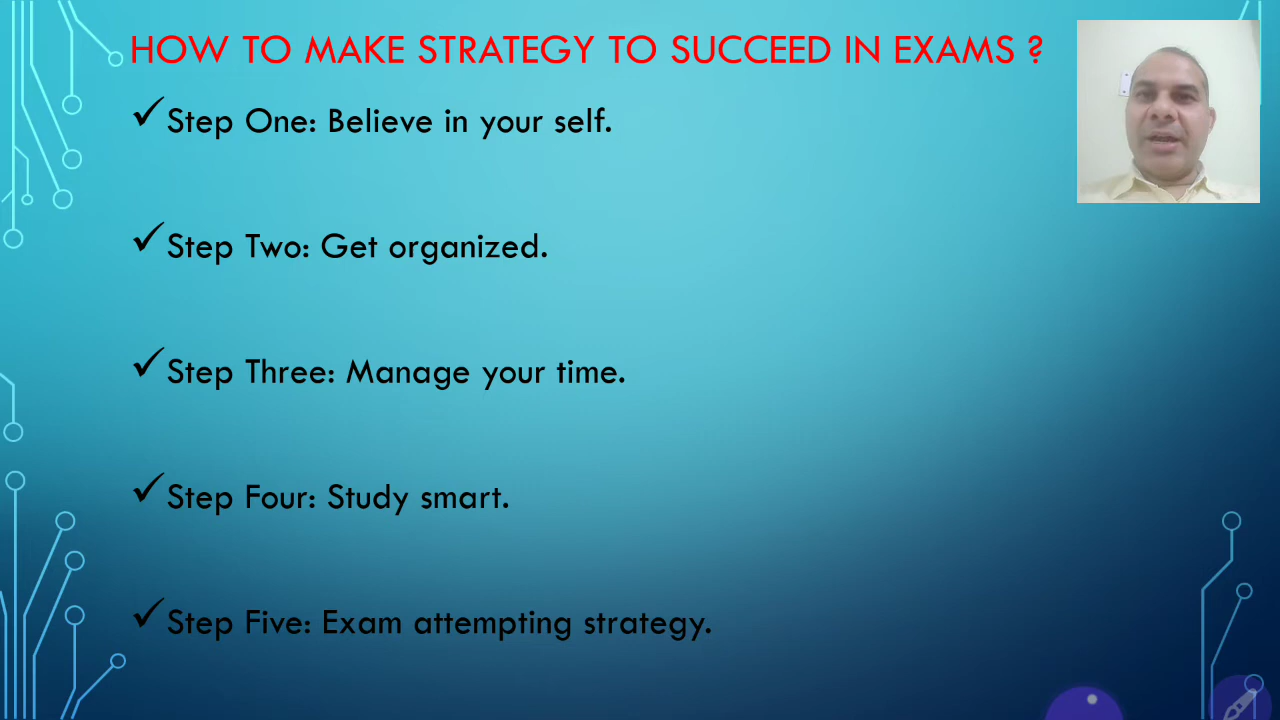 HOW TO MAKE STRATEGY TO SUCCEED IN EXAMS ?
Step One: Believe in your self.
Step Two: Get organized.
Step Three: Manage your time.
Step Four: Study smart.
Step Five: Exam attempting strategy.